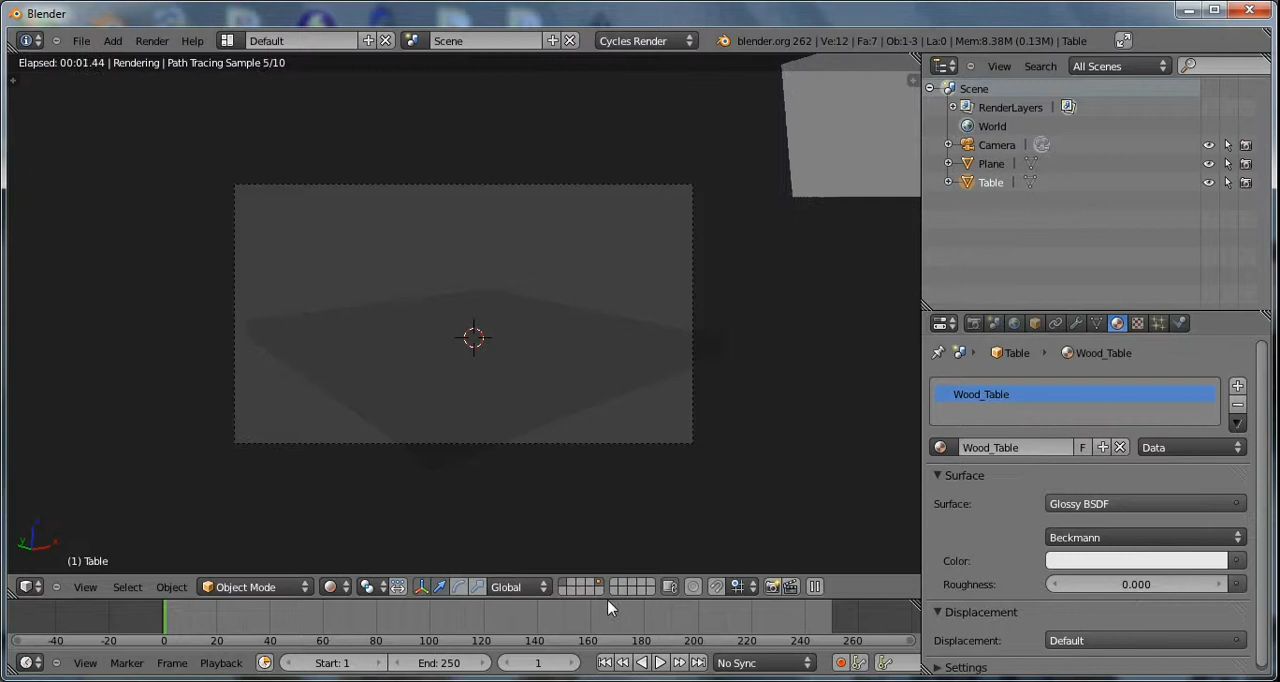 Blender
File Add Render Help Default Scene Cycles Render blender.org 262 | Ve:12 | Fa:7 | Ob:1-3 | La:0 | Mem:8.38M (0.13M) | Table
Elapsed: 00:01.44 | Rendering | Path Tracing Sample 5/10
View Search All Scenes
Scene
RenderLayers
World
Camera
Plane
Table
Table Wood_Table
Wood_Table
Wood_Table F Data
Surface
Surface: Glossy BSDF
Beckmann
Color:
Roughness: 0.000
Displacement
Displacement: Default
Settings
z
y x
(1) Table
View Select Object Object Mode Global
-40 -20 0 20 40 60 80 100 120 140 160 180 200 220 240 260
View Marker Frame Playback Start: 1 End: 250 1 No Sync